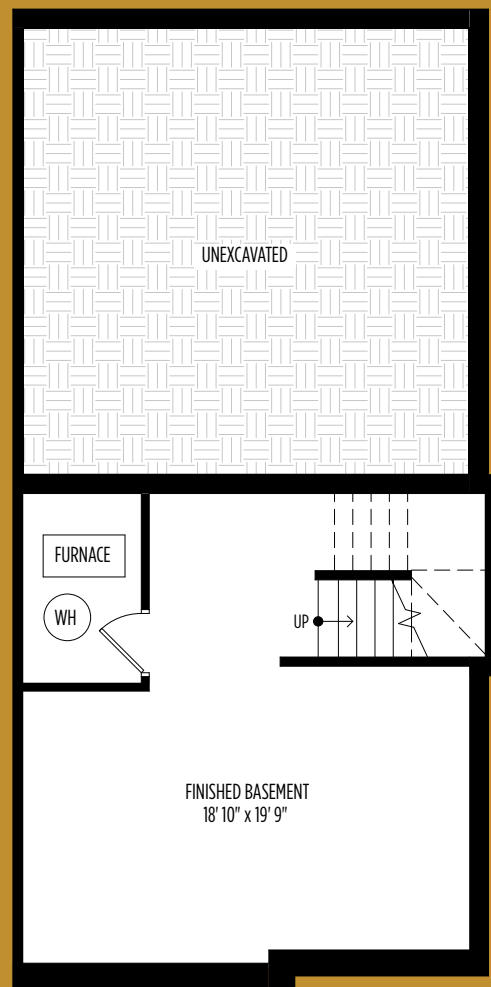 UNEXCAVATED
FURNACE
WH
UP
FINISHED BASEMENT
18' 10" x 19' 9"